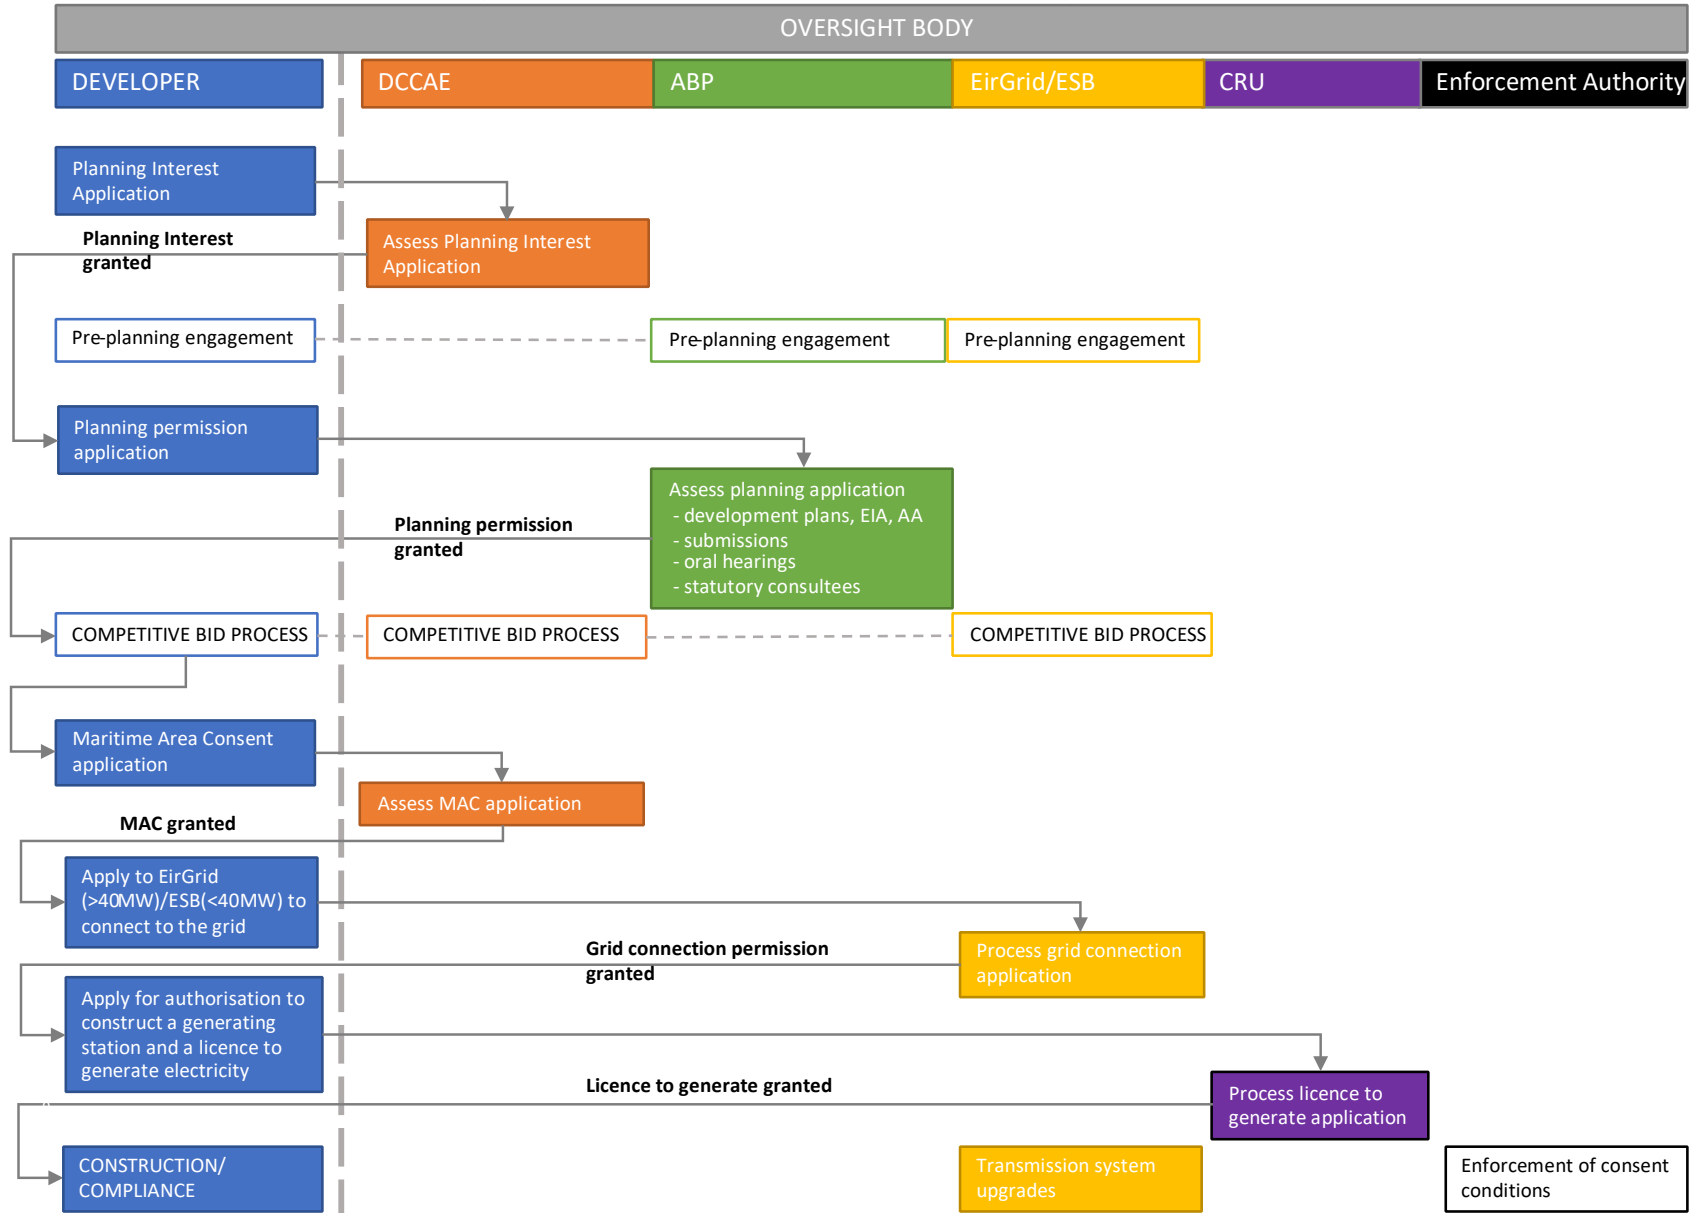 OVERSIGHT BODY
DEVELOPER
DCCAE
ABP
EirGrid/ESB
CRU
Enforcement Authority
Planning Interest
Application
Planning Interest
granted
Assess Planning Interest
Application
Pre-planning engagement
Pre-planning engagement
Pre-planning engagement
Planning permission
application
Assess planning application
- development plans, EIA, AA
- submissions
- oral hearings
- statutory consultees
Planning permission
granted
COMPETITIVE BID PROCESS
COMPETITIVE BID PROCESS
COMPETITIVE BID PROCESS
Maritime Area Consent
application
Assess MAC application
MAC granted
Apply to EirGrid
(>40MW)/ESB(<40MW) to
connect to the grid
Grid connection permission
granted
Process grid connection
application
Apply for authorisation to
construct a generating
station and a licence to
generate electricity
Licence to generate granted
Process licence to
generate application
CONSTRUCTION/
COMPLIANCE
Transmission system
upgrades
Enforcement of consent
conditions